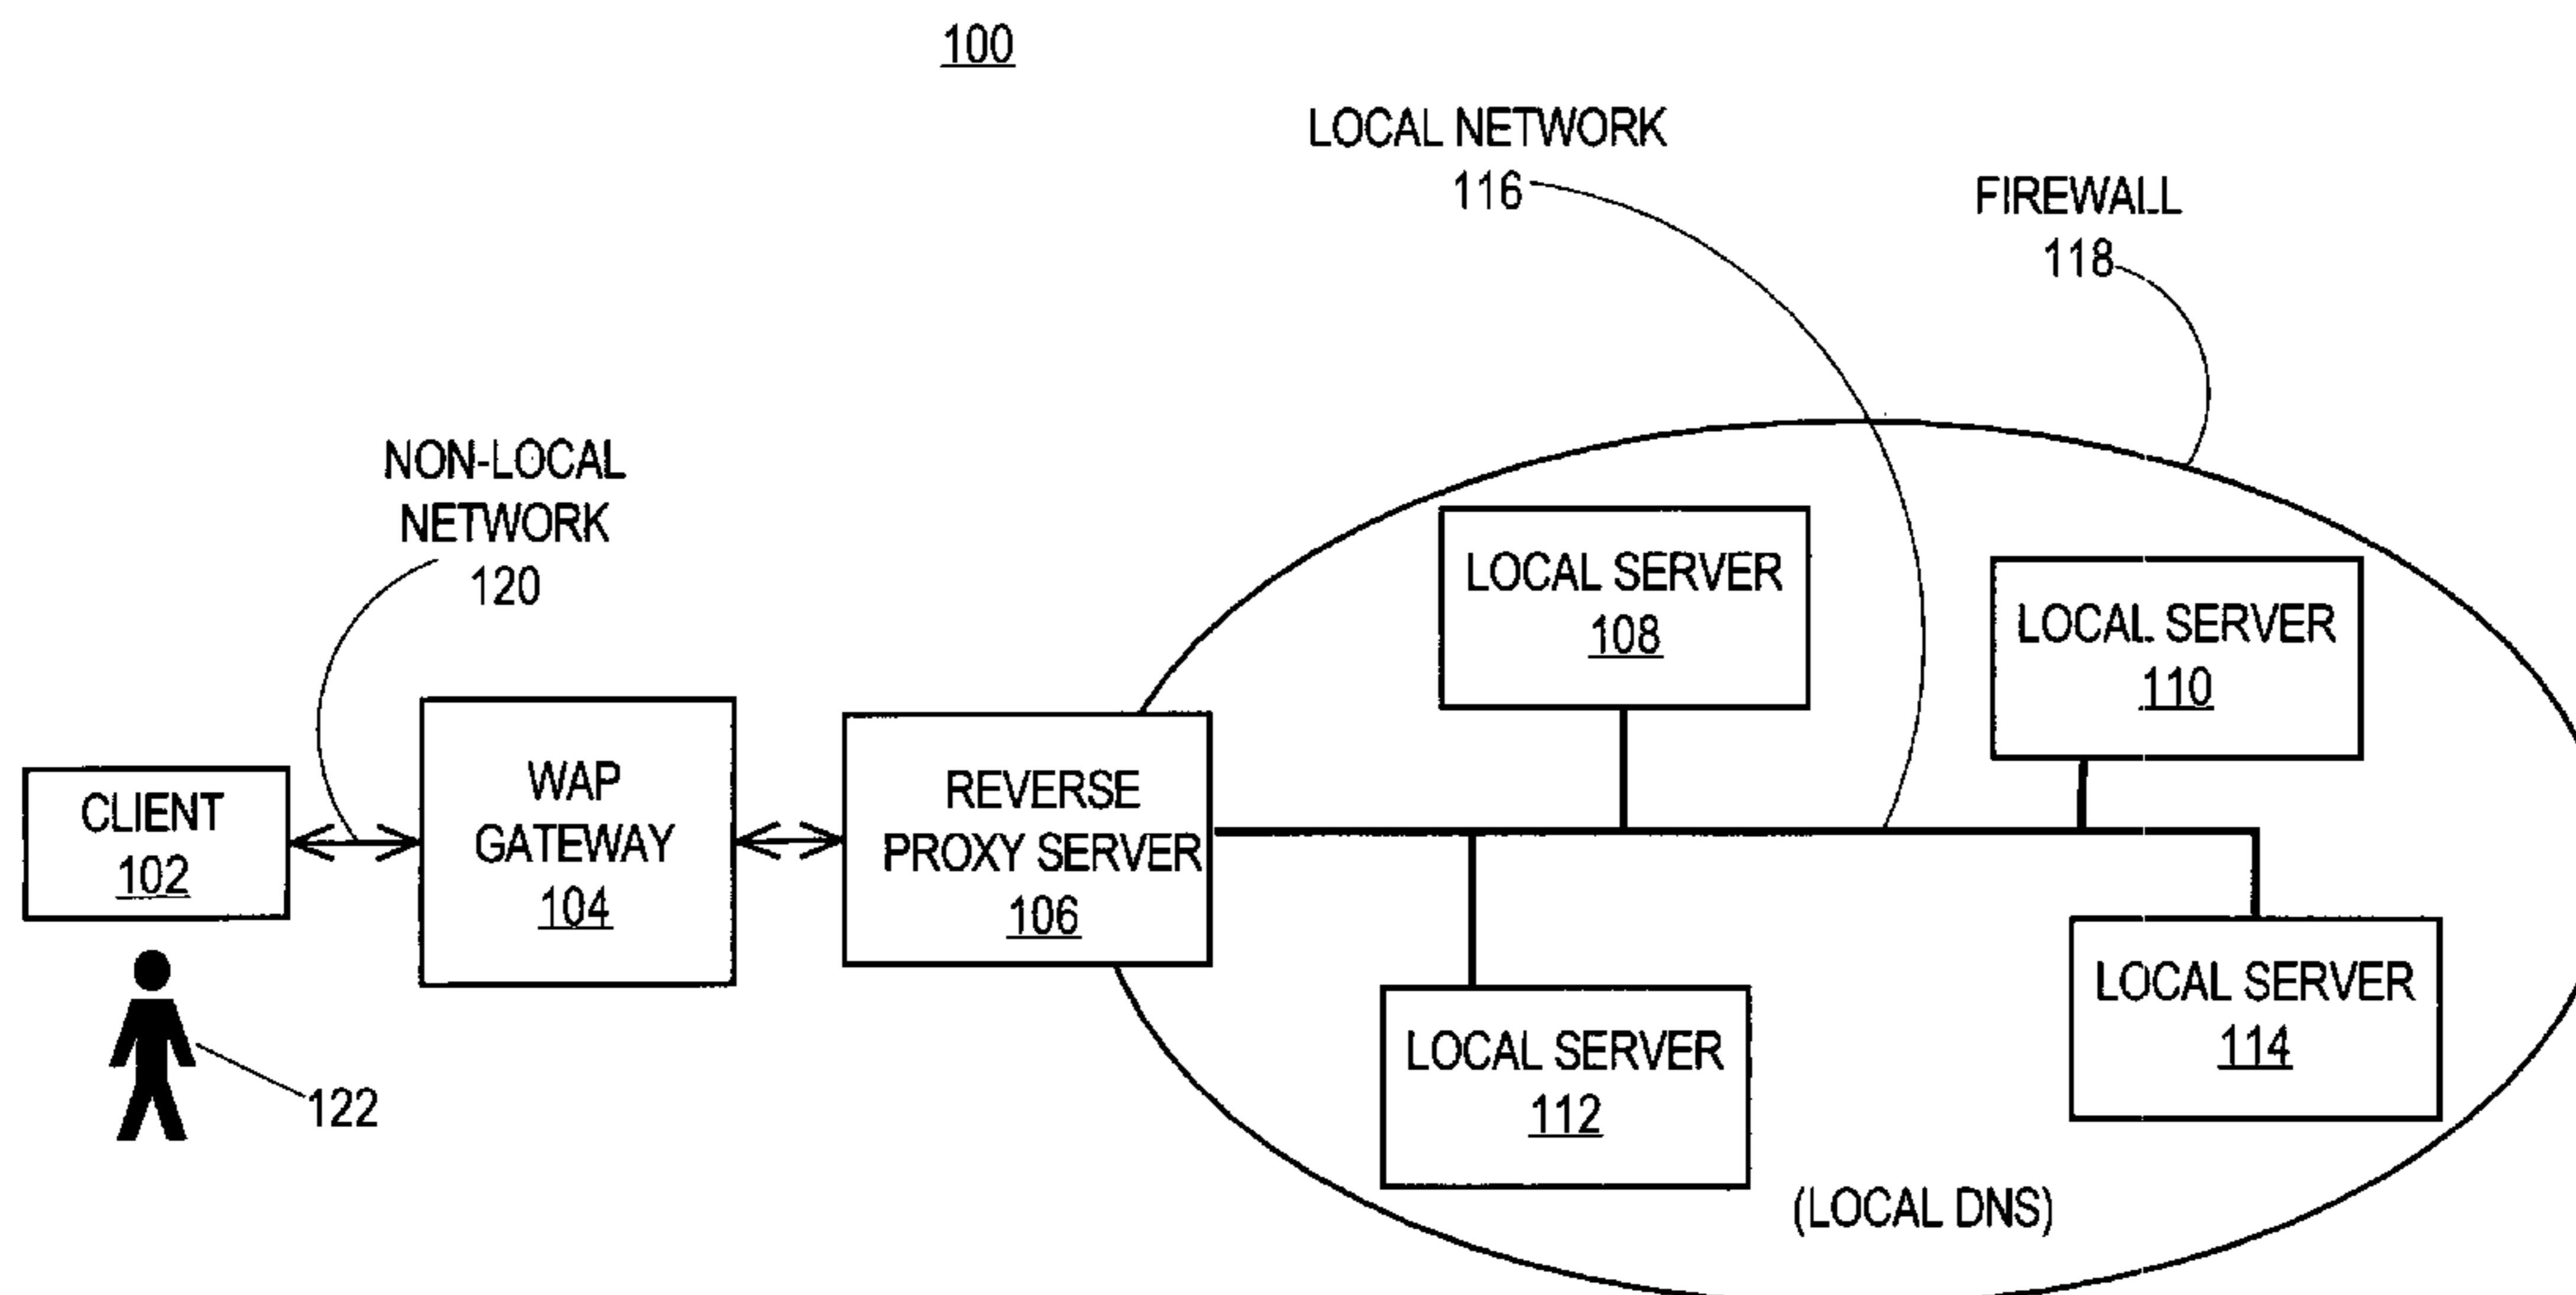 100
LOCAL NETWORK
116
FIREWALL
118
NON-LOCAL
NETWORK
120
LOCAL SERVER
108
LOCAL SERVER
110
CLIENT
102
WAP
GATEWAY
104
REVERSE
PROXY SERVER
106
LOCAL SERVER
112
LOCAL SERVER
114
122
(LOCAL DNS)